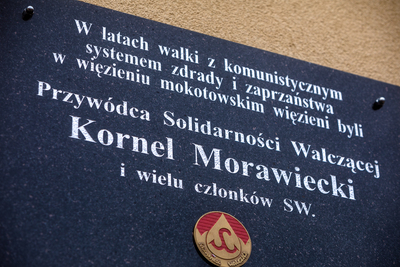 W latach walki z komunistycznym
systemem zdrady i zaprzaństwa
w więzieniu mokotowskim więzieni byli
Przywódca Solidarności Walczącej
Kornel Morawiecki
i wielu członków SW.